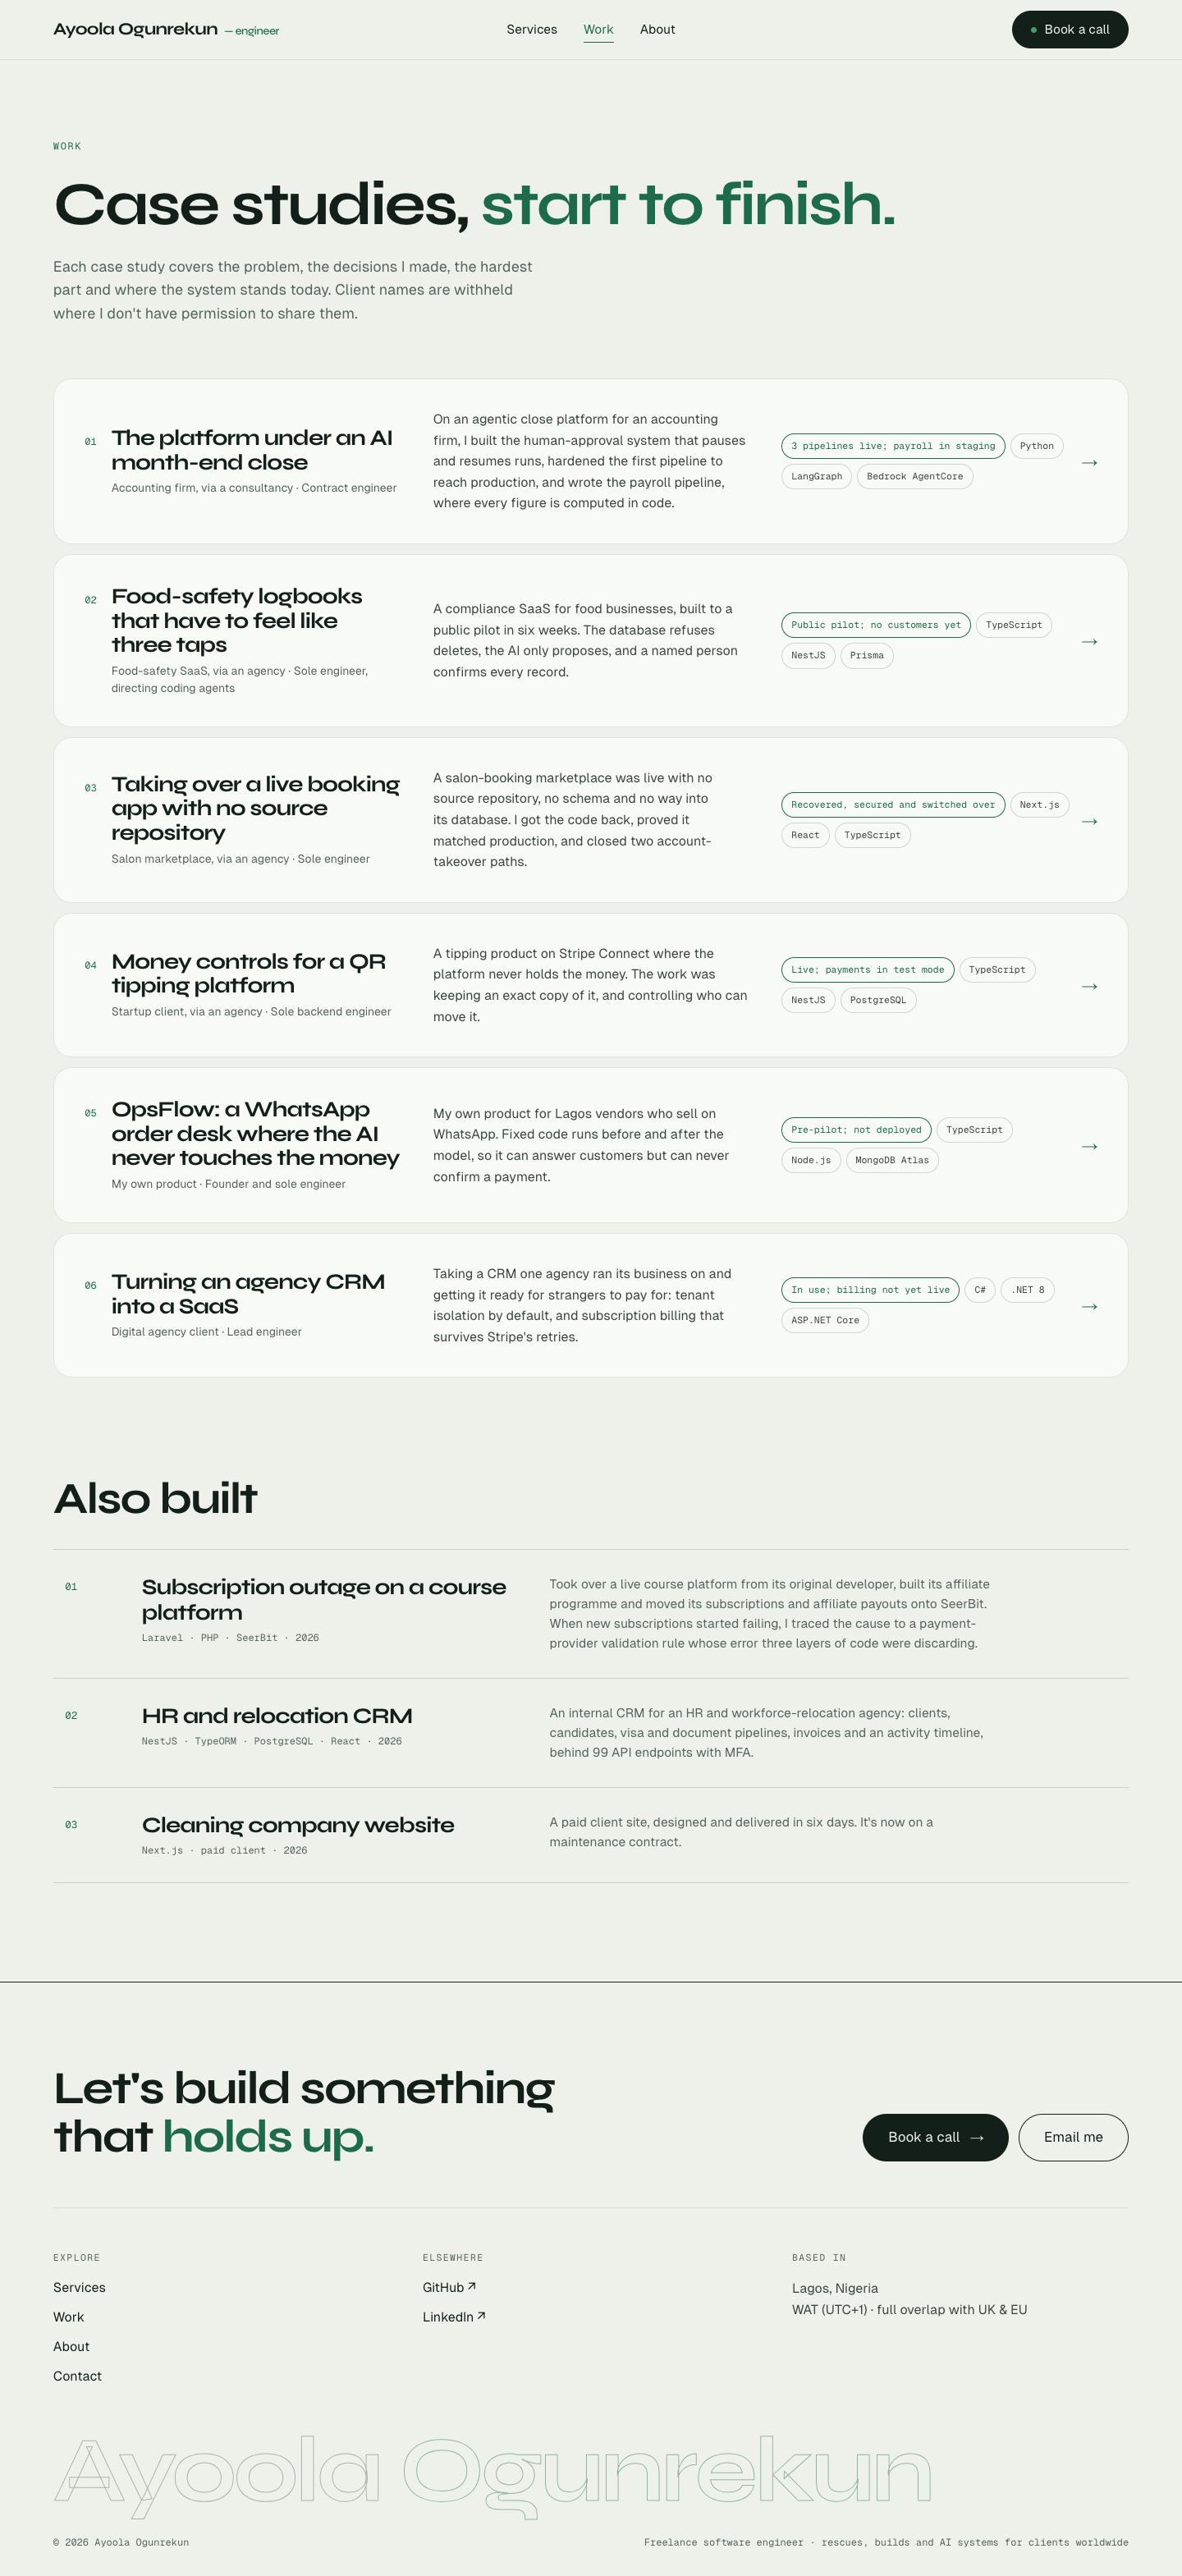 Ayoola Ogunrekun — engineer
Services
Work
About
Book a call
WORK
Case studies, start to finish.
Each case study covers the problem, the decisions I made, the hardest
part and where the system stands today. Client names are withheld
where I don't have permission to share them.
01
The platform under an AI
month-end close
Accounting firm, via a consultancy · Contract engineer
On an agentic close platform for an accounting
firm, I built the human-approval system that pauses
and resumes runs, hardened the first pipeline to
reach production, and wrote the payroll pipeline,
where every figure is computed in code.
3 pipelines live; payroll in staging
Python
LangGraph
Bedrock AgentCore
→
02
Food-safety logbooks
that have to feel like
three taps
Food-safety SaaS, via an agency · Sole engineer,
directing coding agents
A compliance SaaS for food businesses, built to a
public pilot in six weeks. The database refuses
deletes, the AI only proposes, and a named person
confirms every record.
Public pilot; no customers yet
TypeScript
NestJS
Prisma
→
03
Taking over a live booking
app with no source
repository
Salon marketplace, via an agency · Sole engineer
A salon-booking marketplace was live with no
source repository, no schema and no way into
its database. I got the code back, proved it
matched production, and closed two account-
takeover paths.
Recovered, secured and switched over
Next.js
React
TypeScript
→
04
Money controls for a QR
tipping platform
Startup client, via an agency · Sole backend engineer
A tipping product on Stripe Connect where the
platform never holds the money. The work was
keeping an exact copy of it, and controlling who can
move it.
Live; payments in test mode
TypeScript
NestJS
PostgreSQL
→
05
OpsFlow: a WhatsApp
order desk where the AI
never touches the money
My own product · Founder and sole engineer
My own product for Lagos vendors who sell on
WhatsApp. Fixed code runs before and after the
model, so it can answer customers but can never
confirm a payment.
Pre-pilot; not deployed
TypeScript
Node.js
MongoDB Atlas
→
06
Turning an agency CRM
into a SaaS
Digital agency client · Lead engineer
Taking a CRM one agency ran its business on and
getting it ready for strangers to pay for: tenant
isolation by default, and subscription billing that
survives Stripe's retries.
In use; billing not yet live
C#
.NET 8
ASP.NET Core
→
Also built
01
Subscription outage on a course
platform
Laravel · PHP · SeerBit · 2026
Took over a live course platform from its original developer, built its affiliate
programme and moved its subscriptions and affiliate payouts onto SeerBit.
When new subscriptions started failing, I traced the cause to a payment-
provider validation rule whose error three layers of code were discarding.
02
HR and relocation CRM
NestJS · TypeORM · PostgreSQL · React · 2026
An internal CRM for an HR and workforce-relocation agency: clients,
candidates, visa and document pipelines, invoices and an activity timeline,
behind 99 API endpoints with MFA.
03
Cleaning company website
Next.js · paid client · 2026
A paid client site, designed and delivered in six days. It's now on a
maintenance contract.
Let's build something
that holds up.
Book a call →
Email me
EXPLORE
Services
Work
About
Contact
ELSEWHERE
GitHub ↗
LinkedIn ↗
BASED IN
Lagos, Nigeria
WAT (UTC+1) · full overlap with UK & EU
Ayoola Ogunrekun
© 2026 Ayoola Ogunrekun
Freelance software engineer · rescues, builds and AI systems for clients worldwide